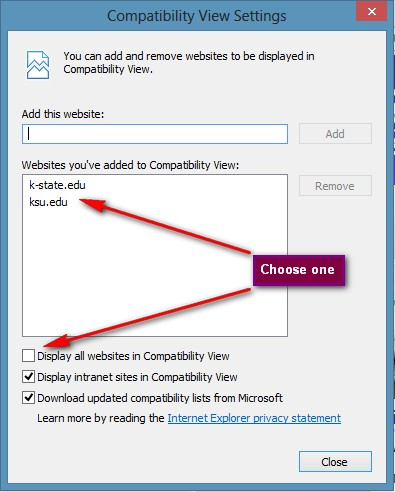 Compatibility View Settings
You can add and remove websites to be displayed in
Compatibility View.
Add this website:
Add
Websites you've added to Compatibility View:
k-state.edu
ksu.edu
Remove
Choose one
Display all websites in Compatibility View
Display intranet sites in Compatibility View
Download updated compatibility lists from Microsoft
Learn more by reading the Internet Explorer privacy statement
Close